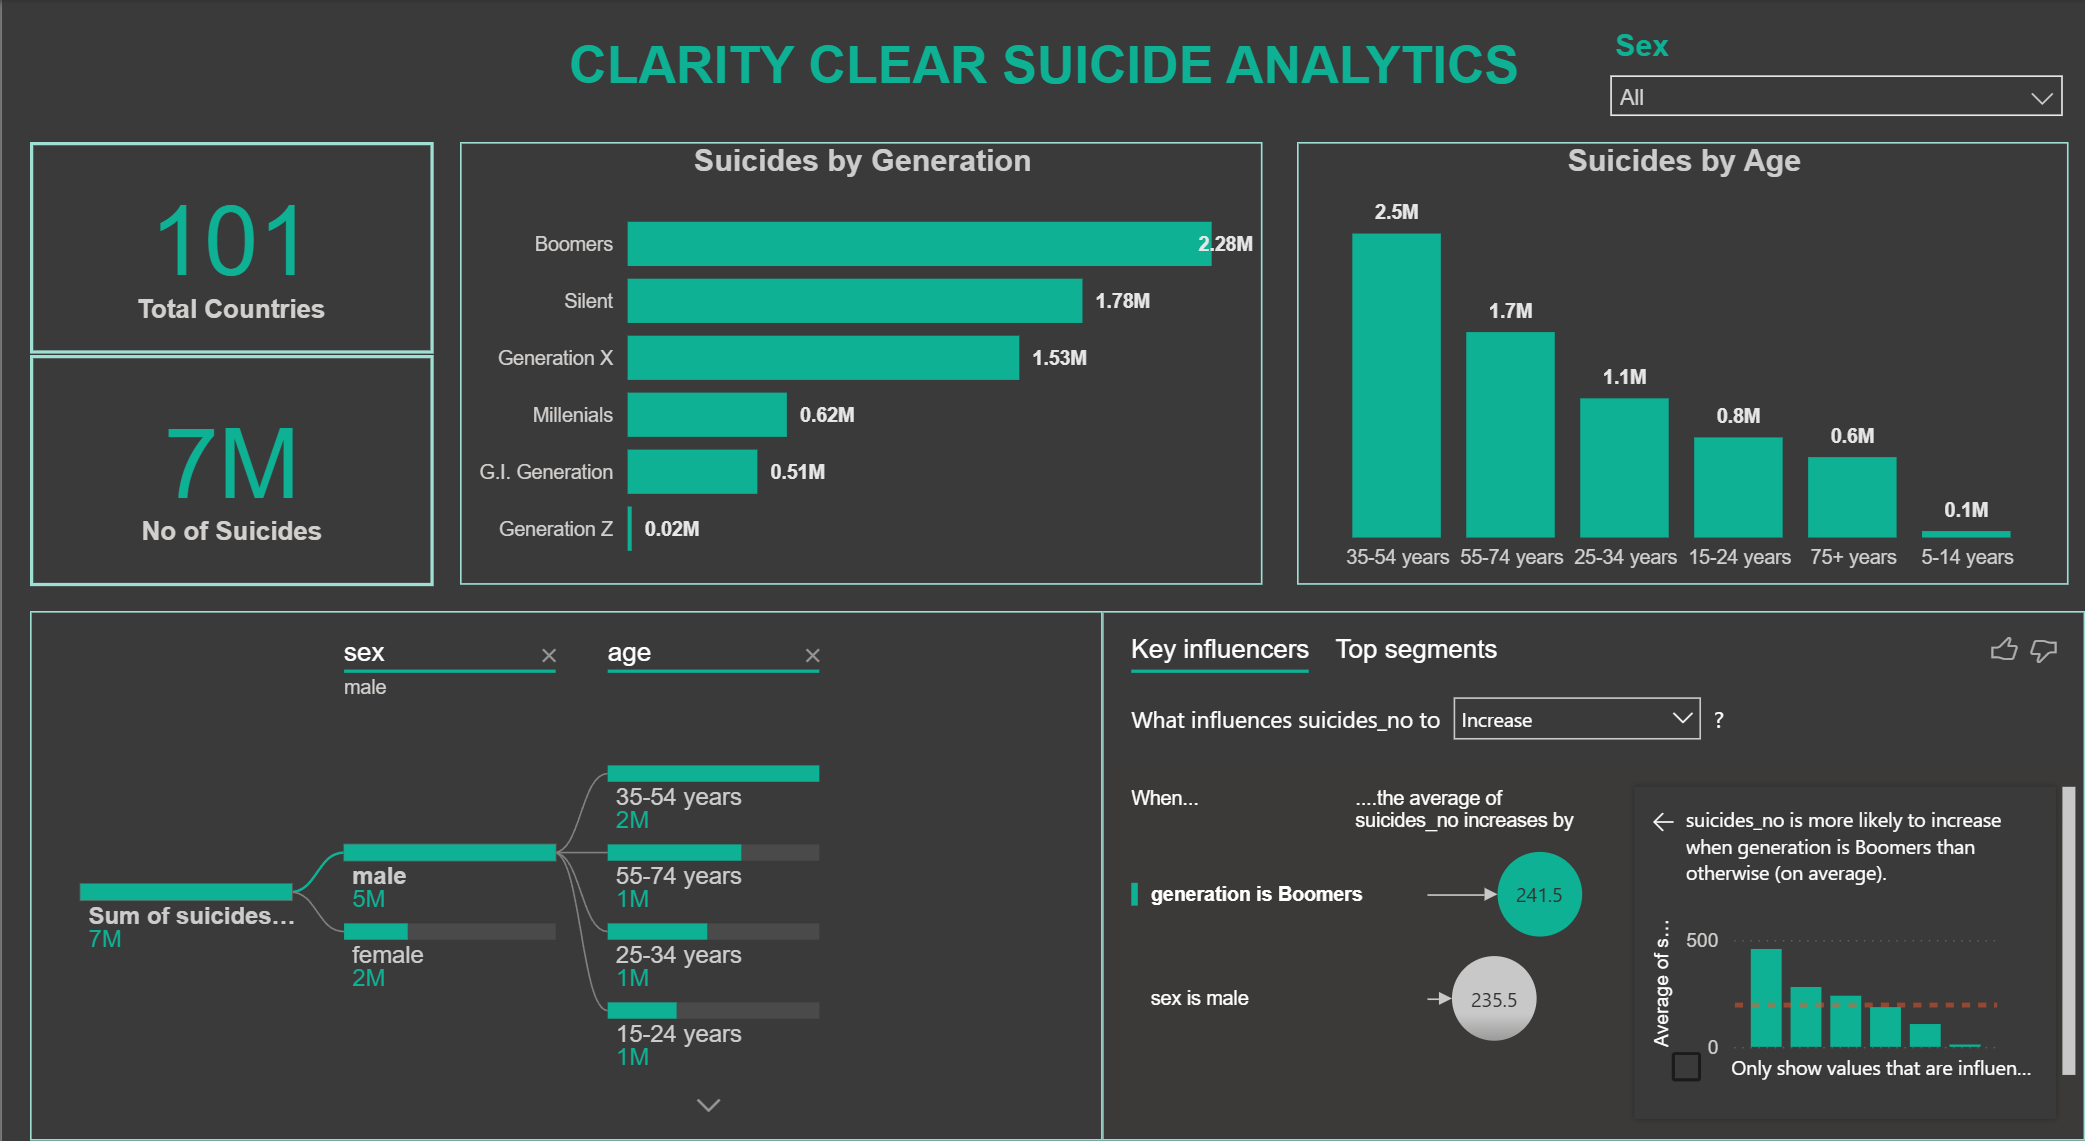 CLARITY CLEAR SUICIDE ANALYTICS
Sex
All
101
Total Countries
7M
No of Suicides
Suicides by Generation
Boomers 2.28M
Silent 1.78M
Generation X 1.53M
Millenials 0.62M
G.I. Generation 0.51M
Generation Z 0.02M
Suicides by Age
2.5M
1.7M
1.1M
0.8M
0.6M
0.1M
35-54 years 55-74 years 25-34 years 15-24 years 75+ years 5-14 years
sex
male
age
Sum of suicides...
7M
male
5M
female
2M
35-54 years
2M
55-74 years
1M
25-34 years
1M
15-24 years
1M
Key influencers Top segments
What influences suicides_no to Increase ?
When...
....the average of
suicides_no increases by
generation is Boomers 241.5
sex is male 235.5
suicides_no is more likely to increase
when generation is Boomers than
otherwise (on average).
Average of s...
500
0
Only show values that are influen...